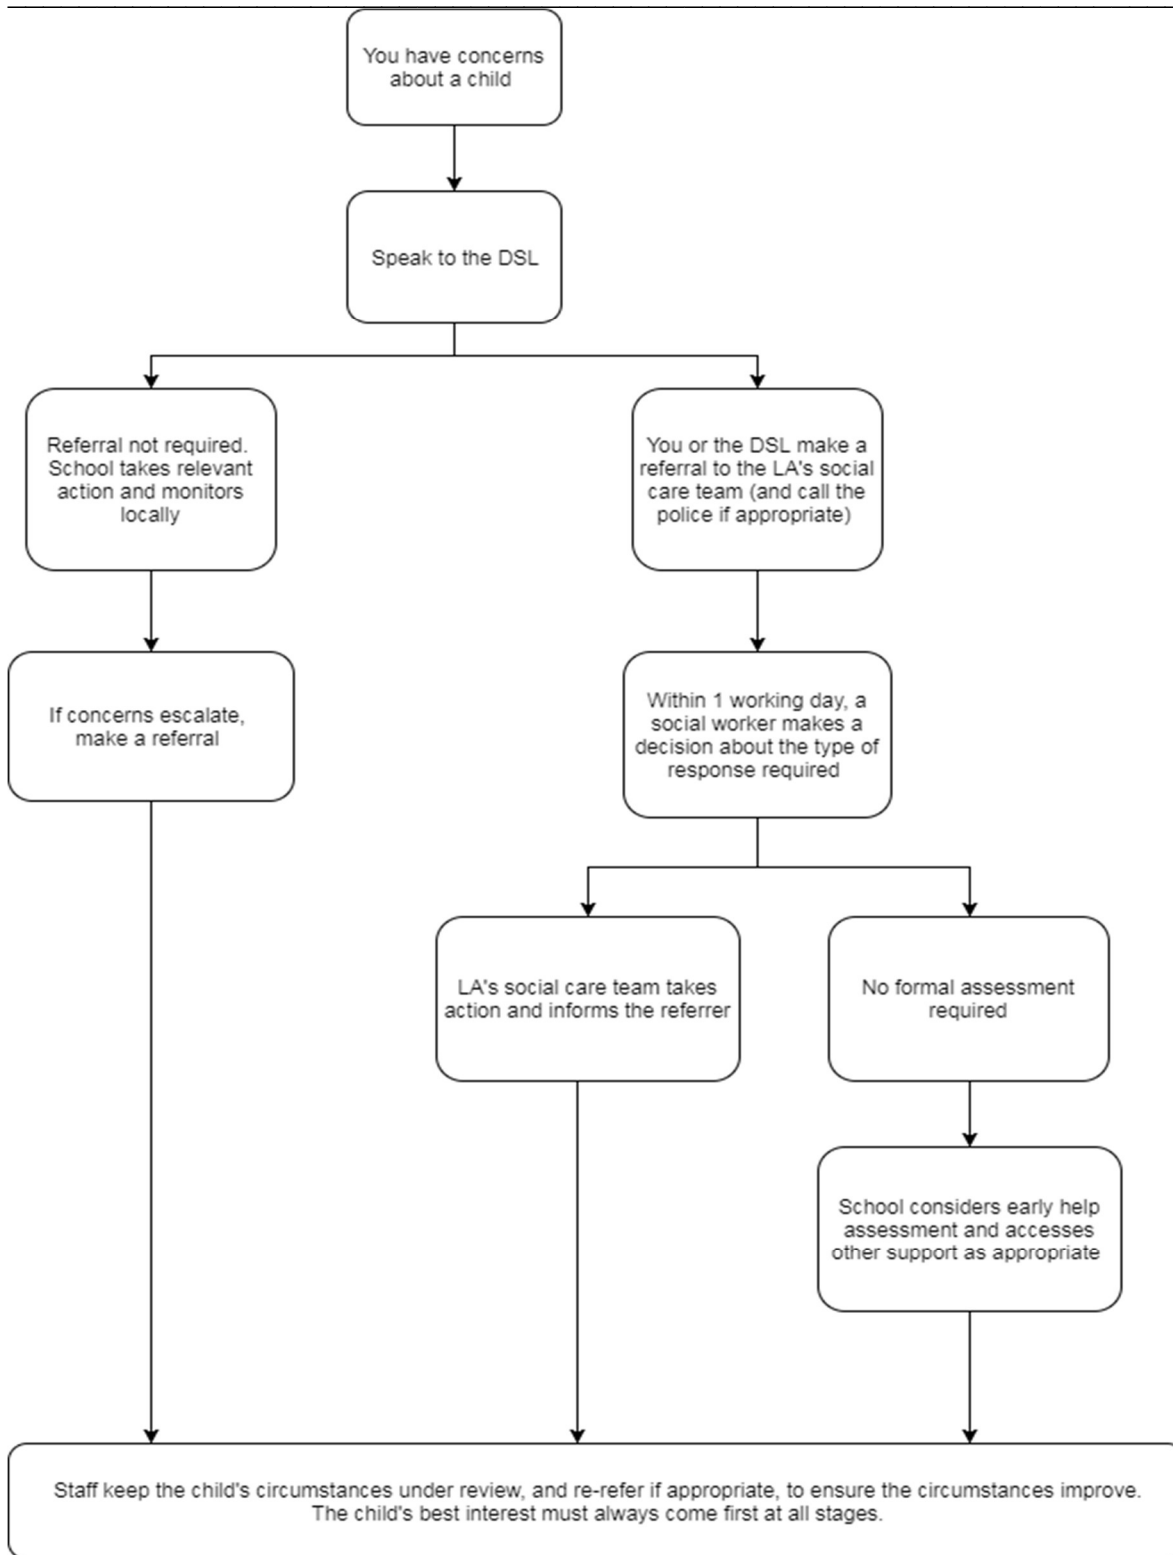 You have concerns
about a child
Speak to the DSL
Referral not required.
School takes relevant
action and monitors
locally
You or the DSL make a
referral to the LA's social
care team (and call the
police if appropriate)
If concerns escalate,
make a referral
Within 1 working day, a
social worker makes a
decision about the type of
response required
LA's social care team takes
action and informs the referrer
No formal assessment
required
School considers early help
assessment and accesses
other support as appropriate
Staff keep the child's circumstances under review, and re-refer if appropriate, to ensure the circumstances improve.
The child's best interest must always come first at all stages.